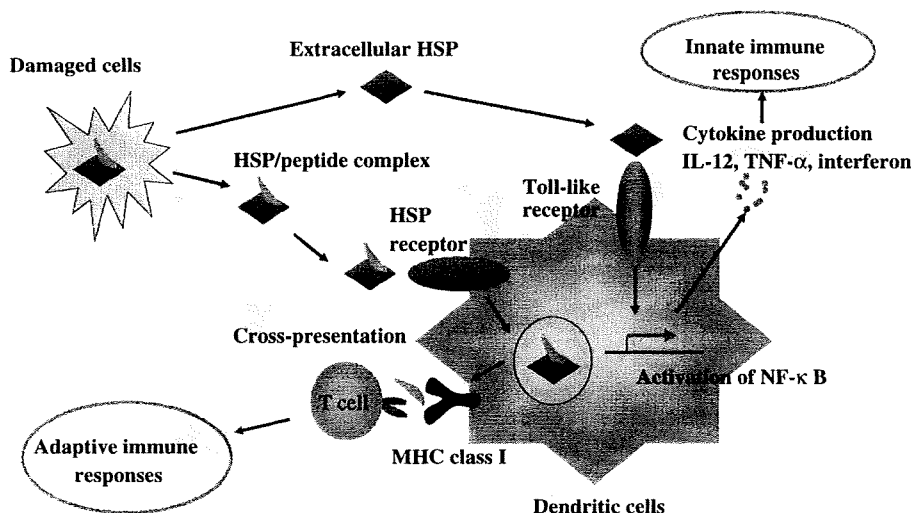 Extracellular HSP
Damaged cells
HSP/peptide complex
HSP
receptor
Toll-like
receptor
Innate immune
responses
Cytokine production
IL-12, TNF-α, interferon
Cross-presentation
Activation of NF-κ B
T cell
MHC class I
Adaptive immune
responses
Dendritic cells